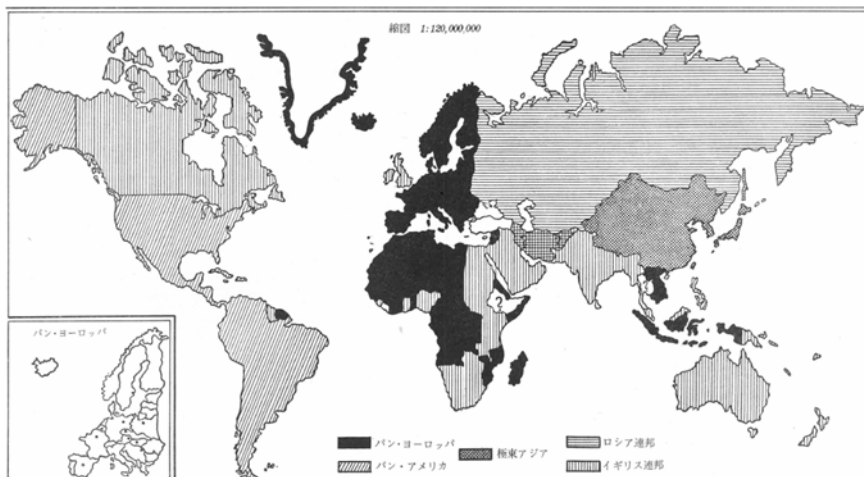 縮図 1:120,000,000
?
パン・ヨーロッパ
パン・ヨーロッパ
パン・アメリカ
極東アジア
ロシア連邦
イギリス連邦